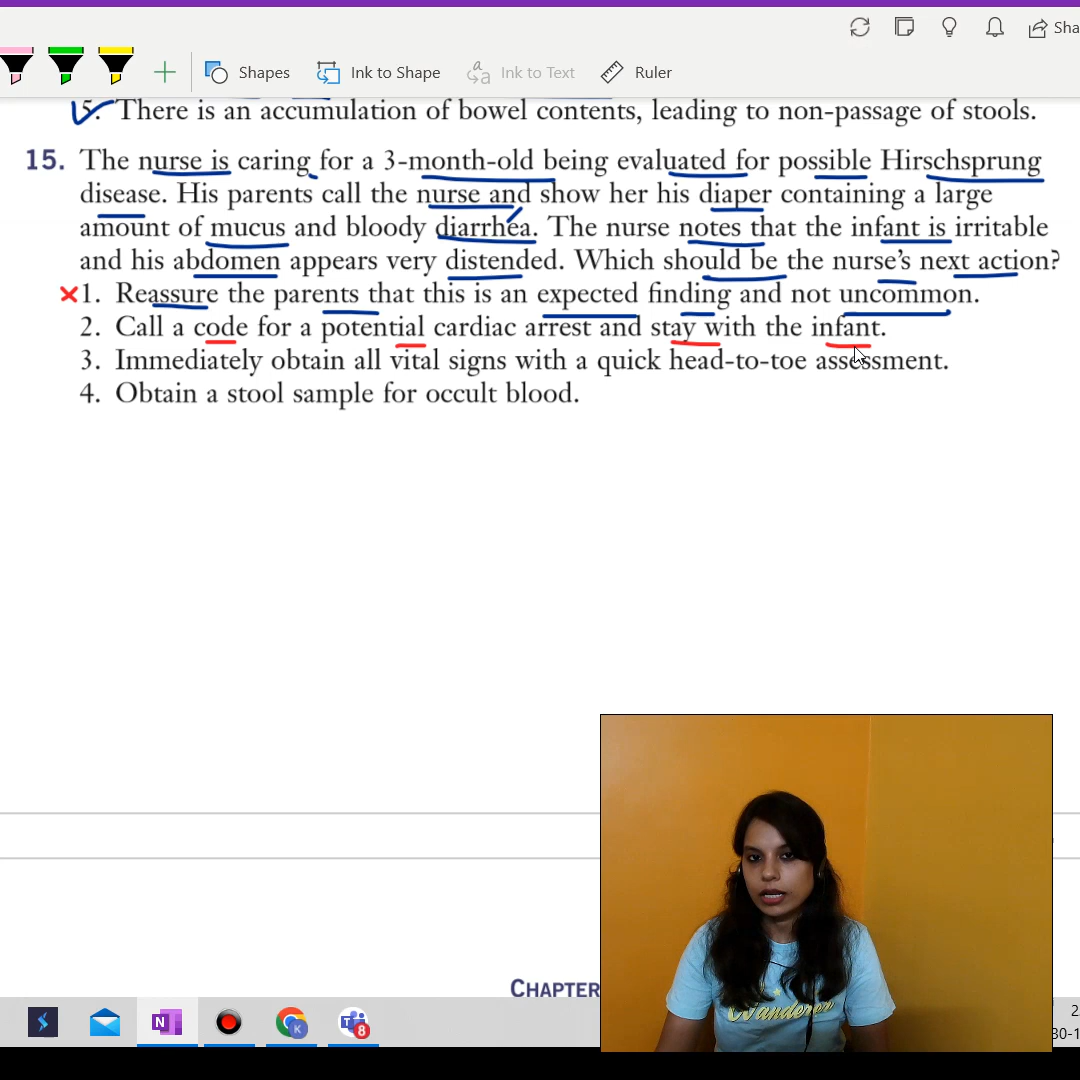 Sha
Shapes
Ink to Shape
Ink to Text
Ruler
5. There is an accumulation of bowel contents, leading to non-passage of stools.
15. The nurse is caring for a 3-month-old being evaluated for possible Hirschsprung
disease. His parents call the nurse and show her his diaper containing a large
amount of mucus and bloody diarrhea. The nurse notes that the infant is irritable
and his abdomen appears very distended. Which should be the nurse's next action?
1. Reassure the parents that this is an expected finding and not uncommon.
2. Call a code for a potential cardiac arrest and stay with the infant.
3. Immediately obtain all vital signs with a quick head-to-toe assessment.
4. Obtain a stool sample for occult blood.
Wanderer
CHAPTER
N
K
8
2
30-1